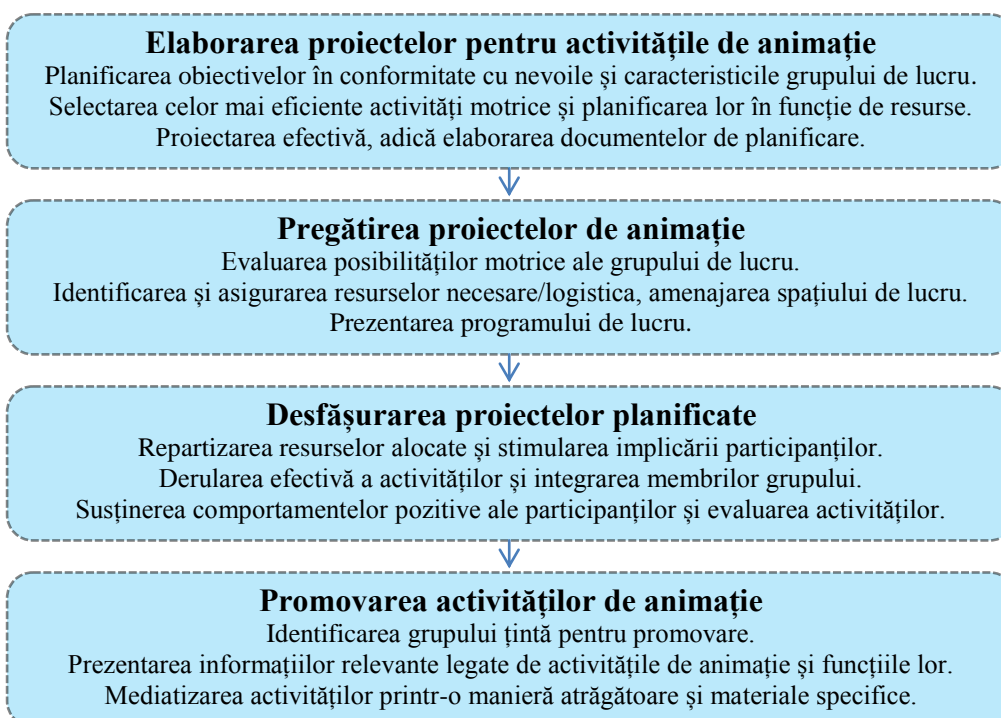 Elaborarea proiectelor pentru activitățile de animație
Planificarea obiectivelor în conformitate cu nevoile și caracteristicile grupului de lucru.
Selectarea celor mai eficiente activități motrice și planificarea lor în funcție de resurse.
Proiectarea efectivă, adică elaborarea documentelor de planificare.
Pregătirea proiectelor de animație
Evaluarea posibilităților motrice ale grupului de lucru.
Identificarea și asigurarea resurselor necesare/logistica, amenajarea spațiului de lucru.
Prezentarea programului de lucru.
Desfășurarea proiectelor planificate
Repartizarea resurselor alocate și stimularea implicării participanților.
Derularea efectivă a activităților și integrarea membrilor grupului.
Susținerea comportamentelor pozitive ale participanților și evaluarea activităților.
Promovarea activităților de animație
Identificarea grupului țintă pentru promovare.
Prezentarea informațiilor relevante legate de activitățile de animație și funcțiile lor.
Mediatizarea activităților printr-o manieră atrăgătoare și materiale specifice.